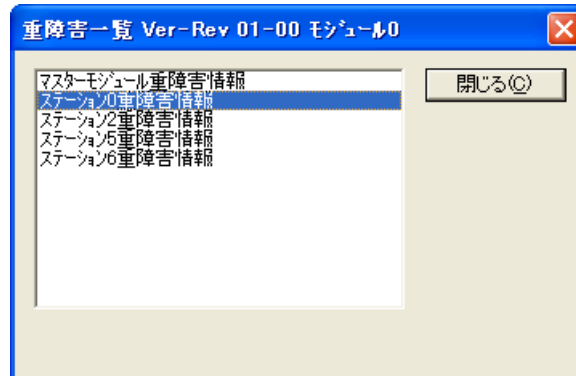 重障害一覧 Ver-Rev 01-00 ﾓｼﾞｭｰﾙ0
ﾏｽﾀｰﾓｼﾞｭｰﾙ重障害情報
ｽﾃｰｼｮﾝ0重障害情報
ｽﾃｰｼｮﾝ2重障害情報
ｽﾃｰｼｮﾝ5重障害情報
ｽﾃｰｼｮﾝ6重障害情報
閉じる(C)